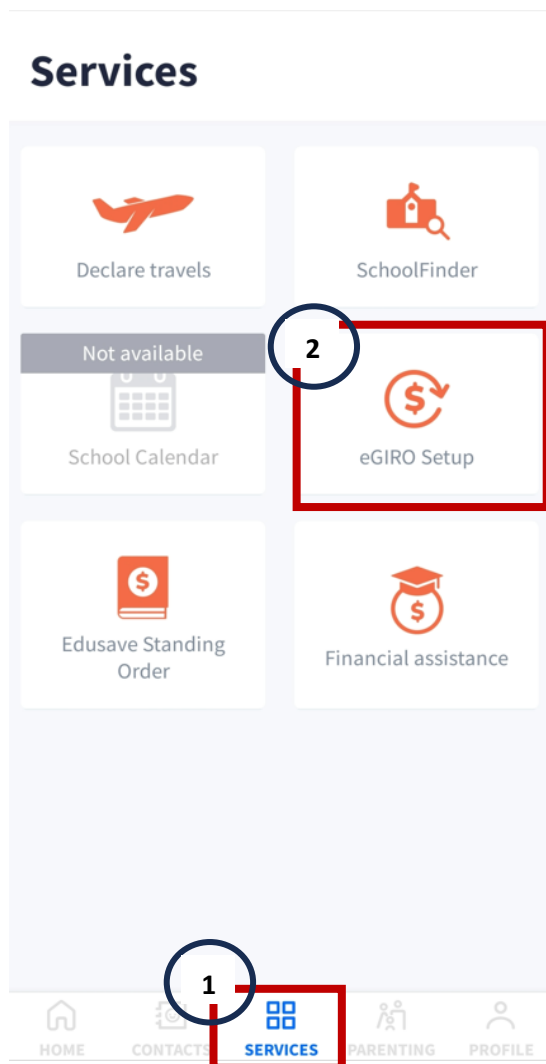 Services
Declare travels
SchoolFinder
Not available
School Calendar
2
eGIRO Setup
Edusave Standing
Order
Financial assistance
1
HOME
CONTACTS
SERVICES
PARENTING
PROFILE